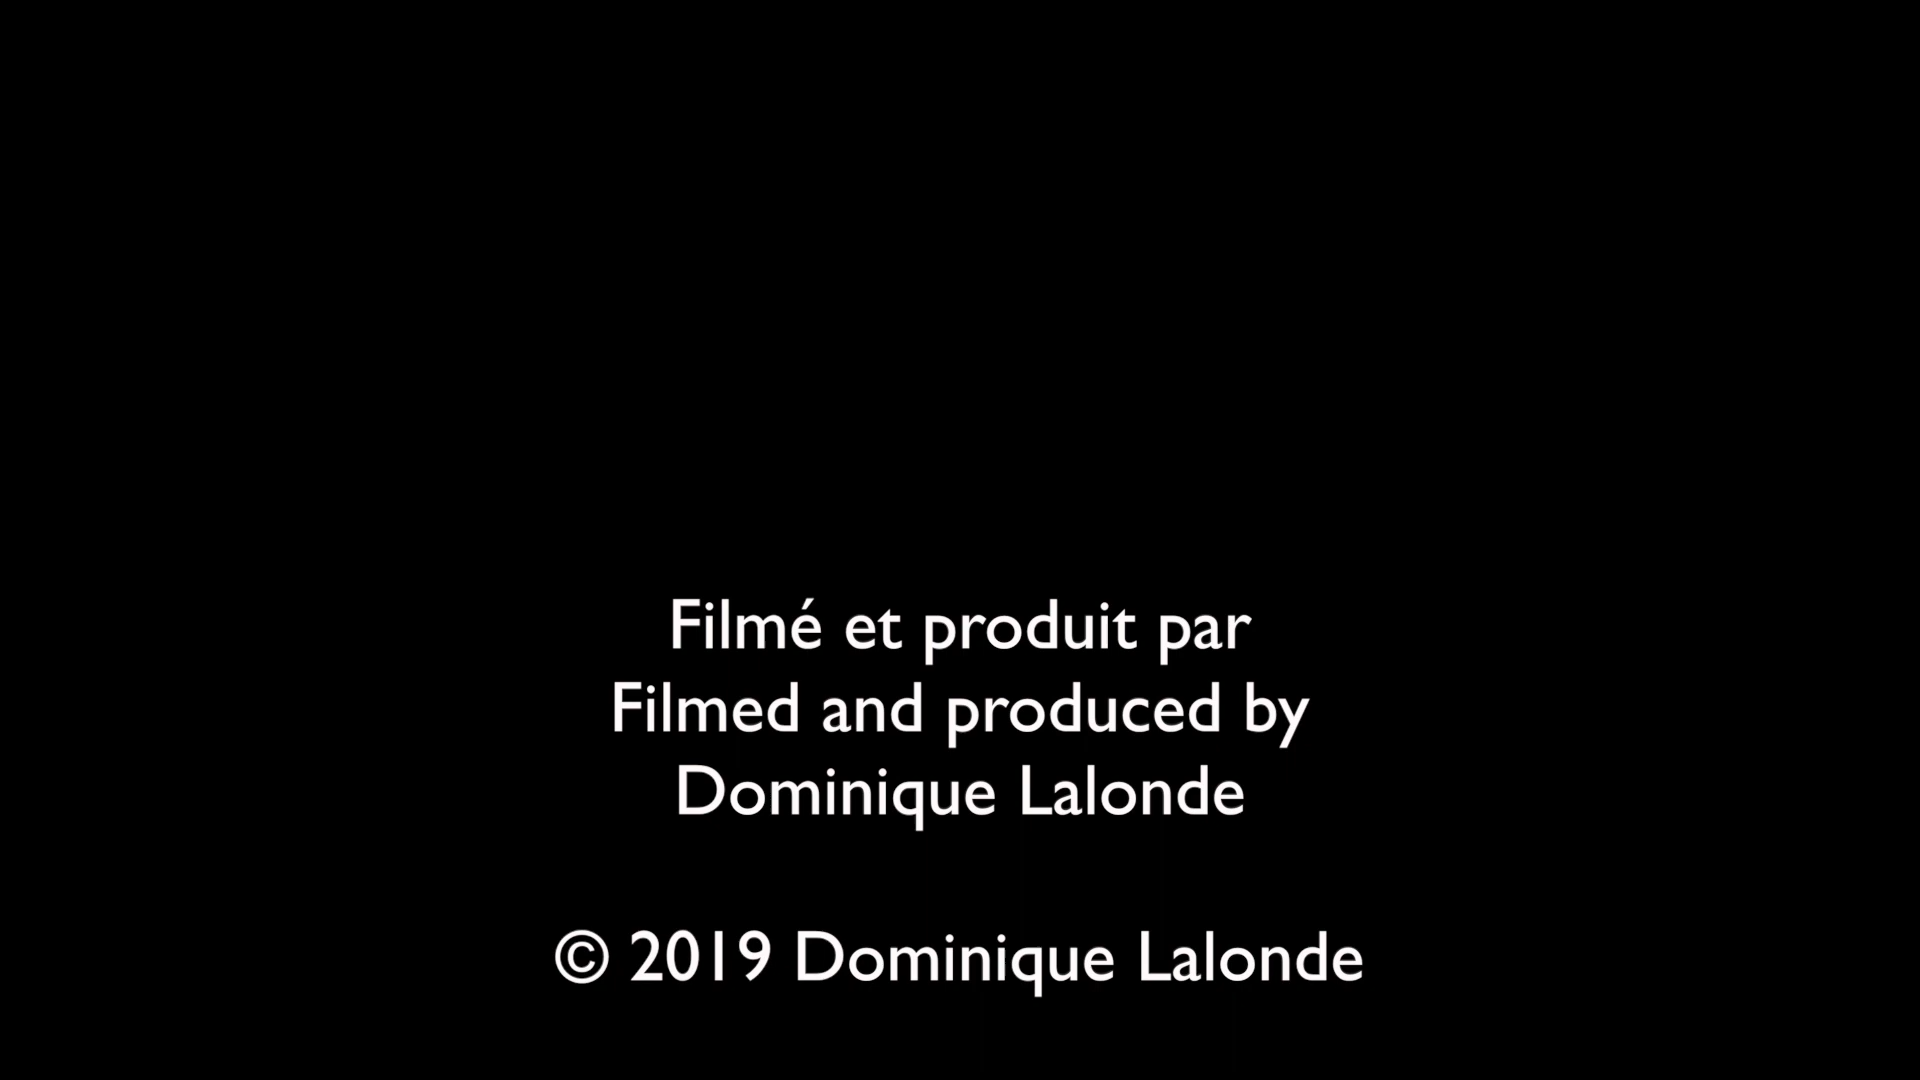 Filmé et produit par
Filmed and produced by
Dominique Lalonde
© 2019 Dominique Lalonde